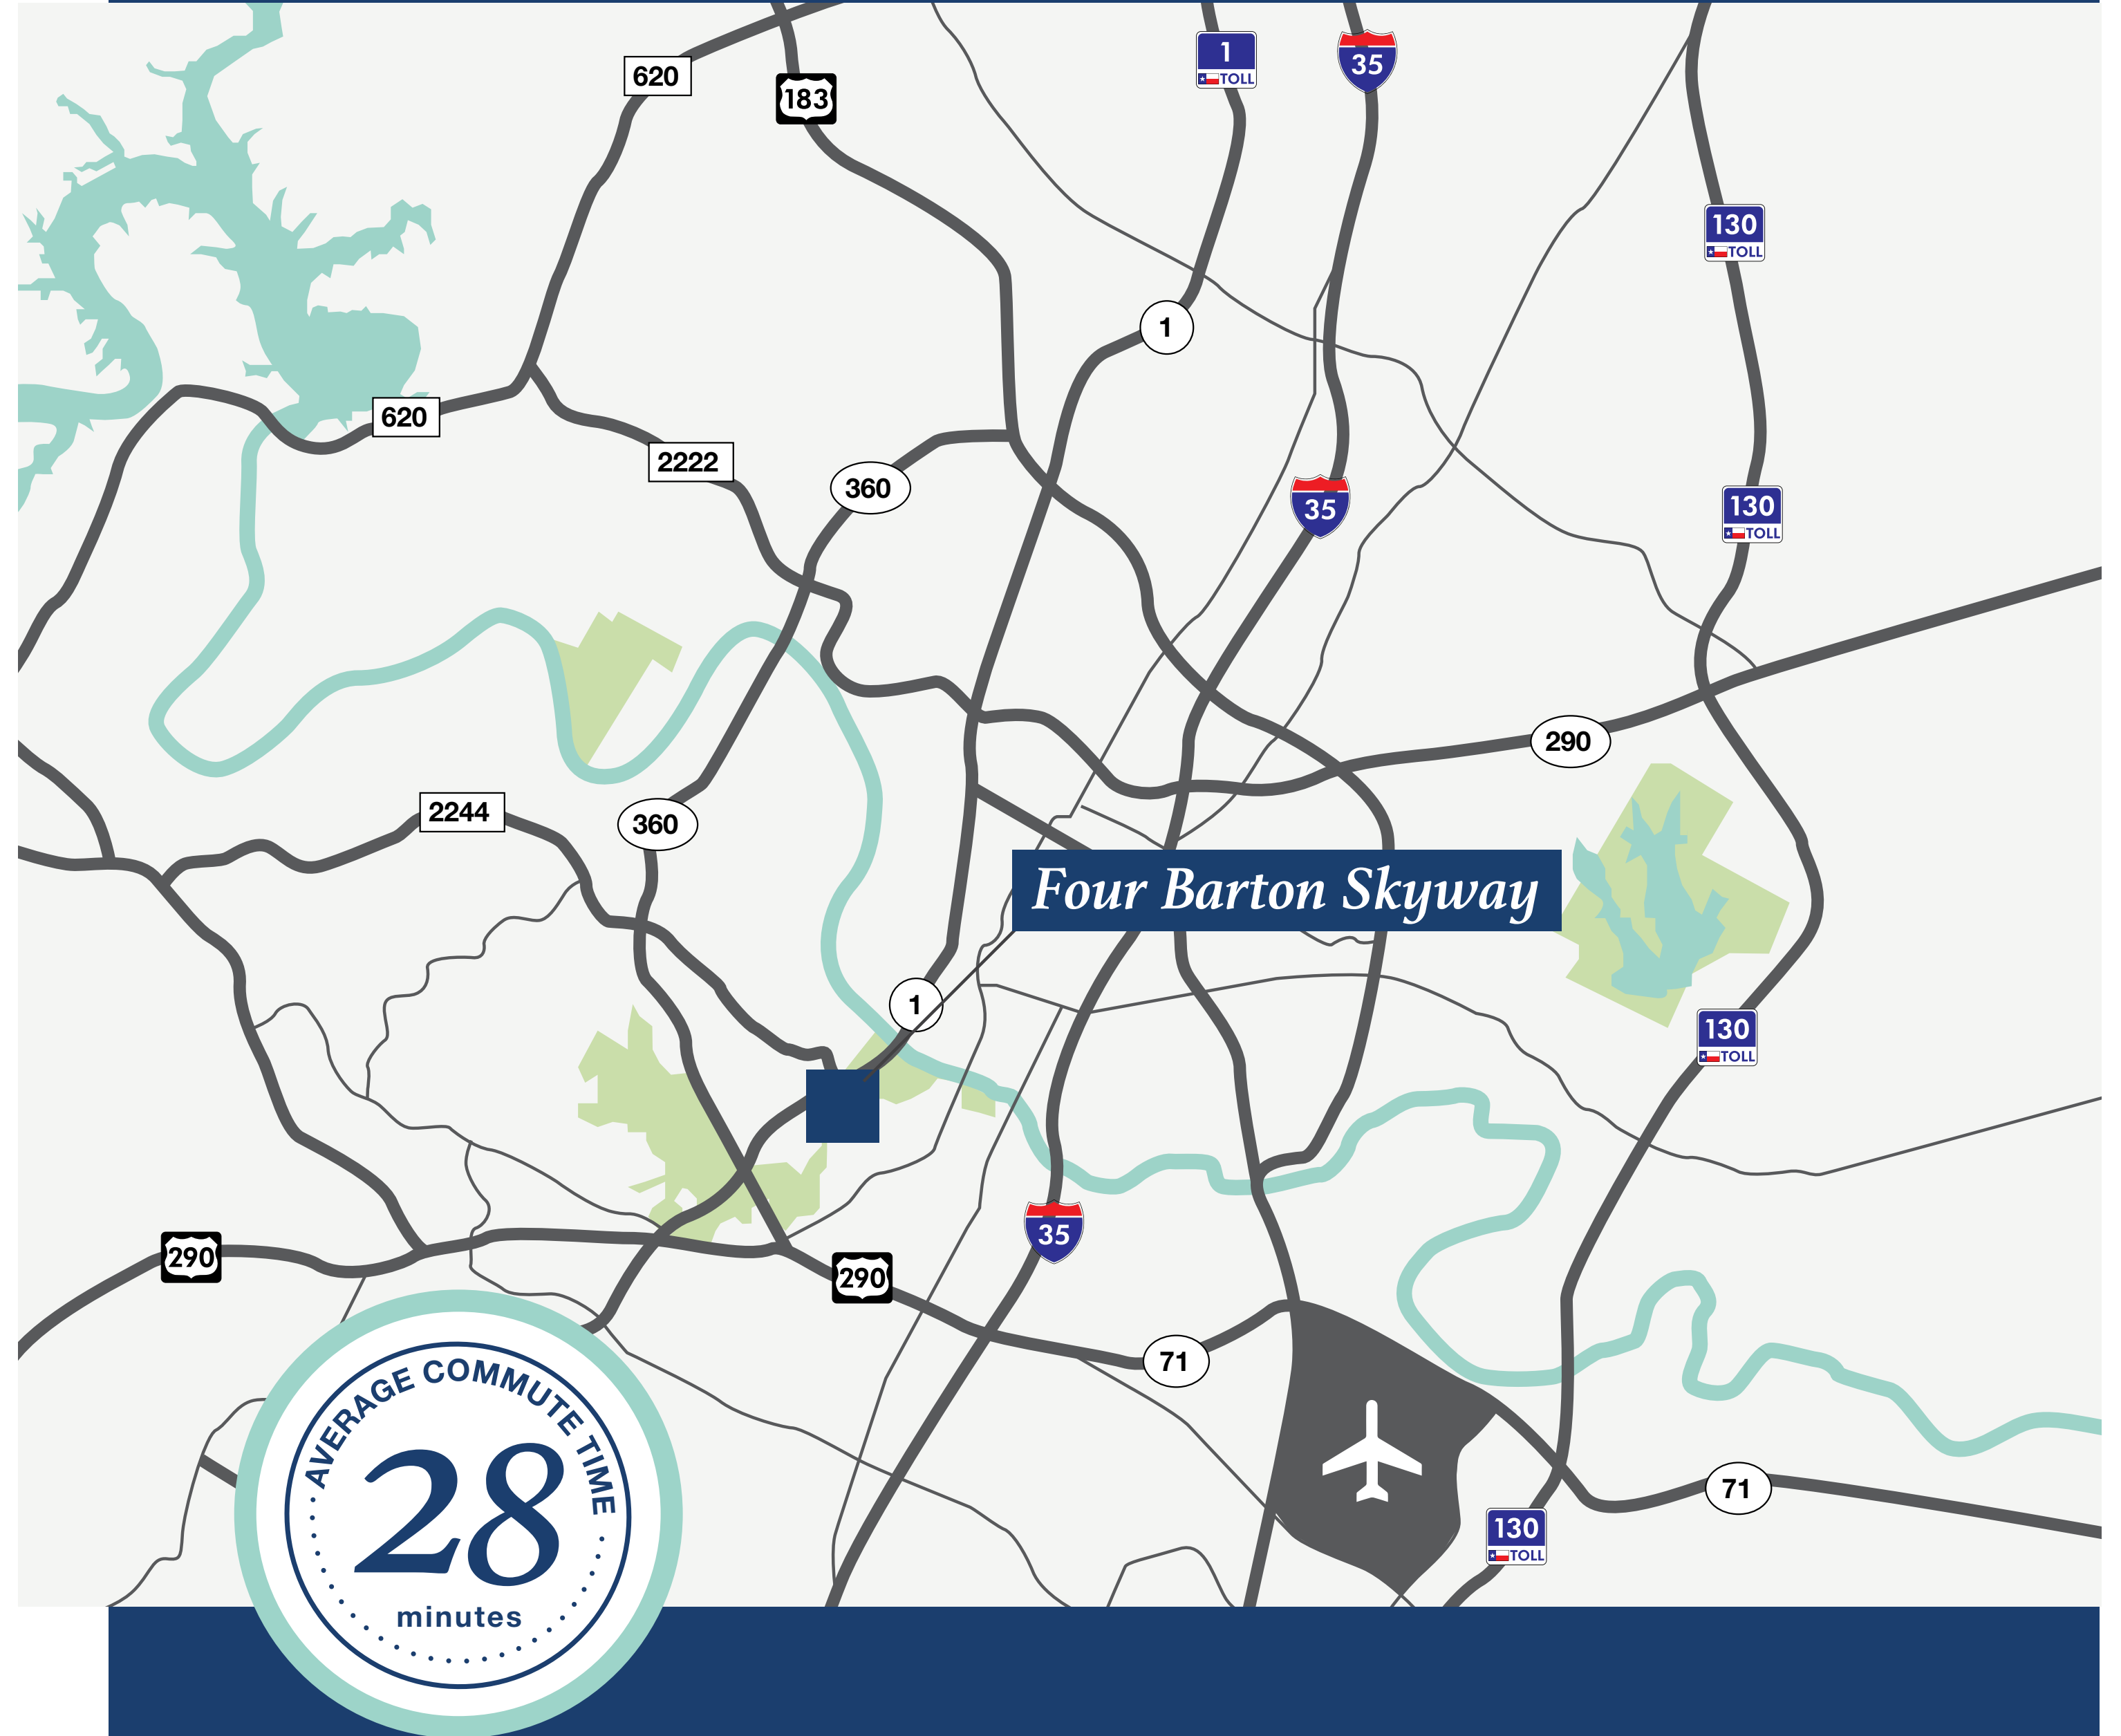 1
TOLL
35
620
183
130
TOLL
1
620
2222
360
35
130
TOLL
290
2244
360
Four Barton Skyway
1
130
TOLL
35
290
290
71
AVERAGE COMMUTE TIME
28
minutes
71
130
TOLL